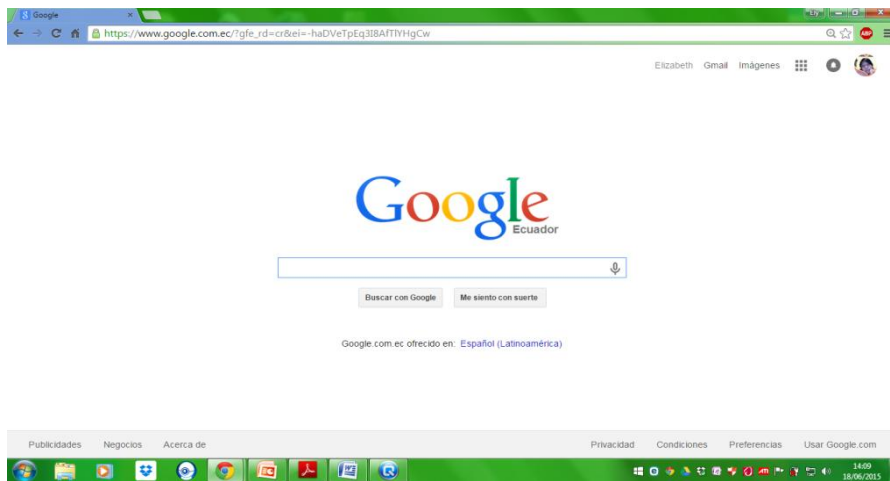 Google
https://www.google.com.ec/?gfe_rd=cr&ei=-haDVeTpEq3I8AfTlYHgCw
Elizabeth Gmail Imágenes
Google
Ecuador
Buscar con Google Me siento con suerte
Google.com.ec ofrecido en: Español (Latinoamérica)
Publicidades Negocios Acerca de Privacidad Condiciones Preferencias Usar Google.com
14:09
18/06/2015